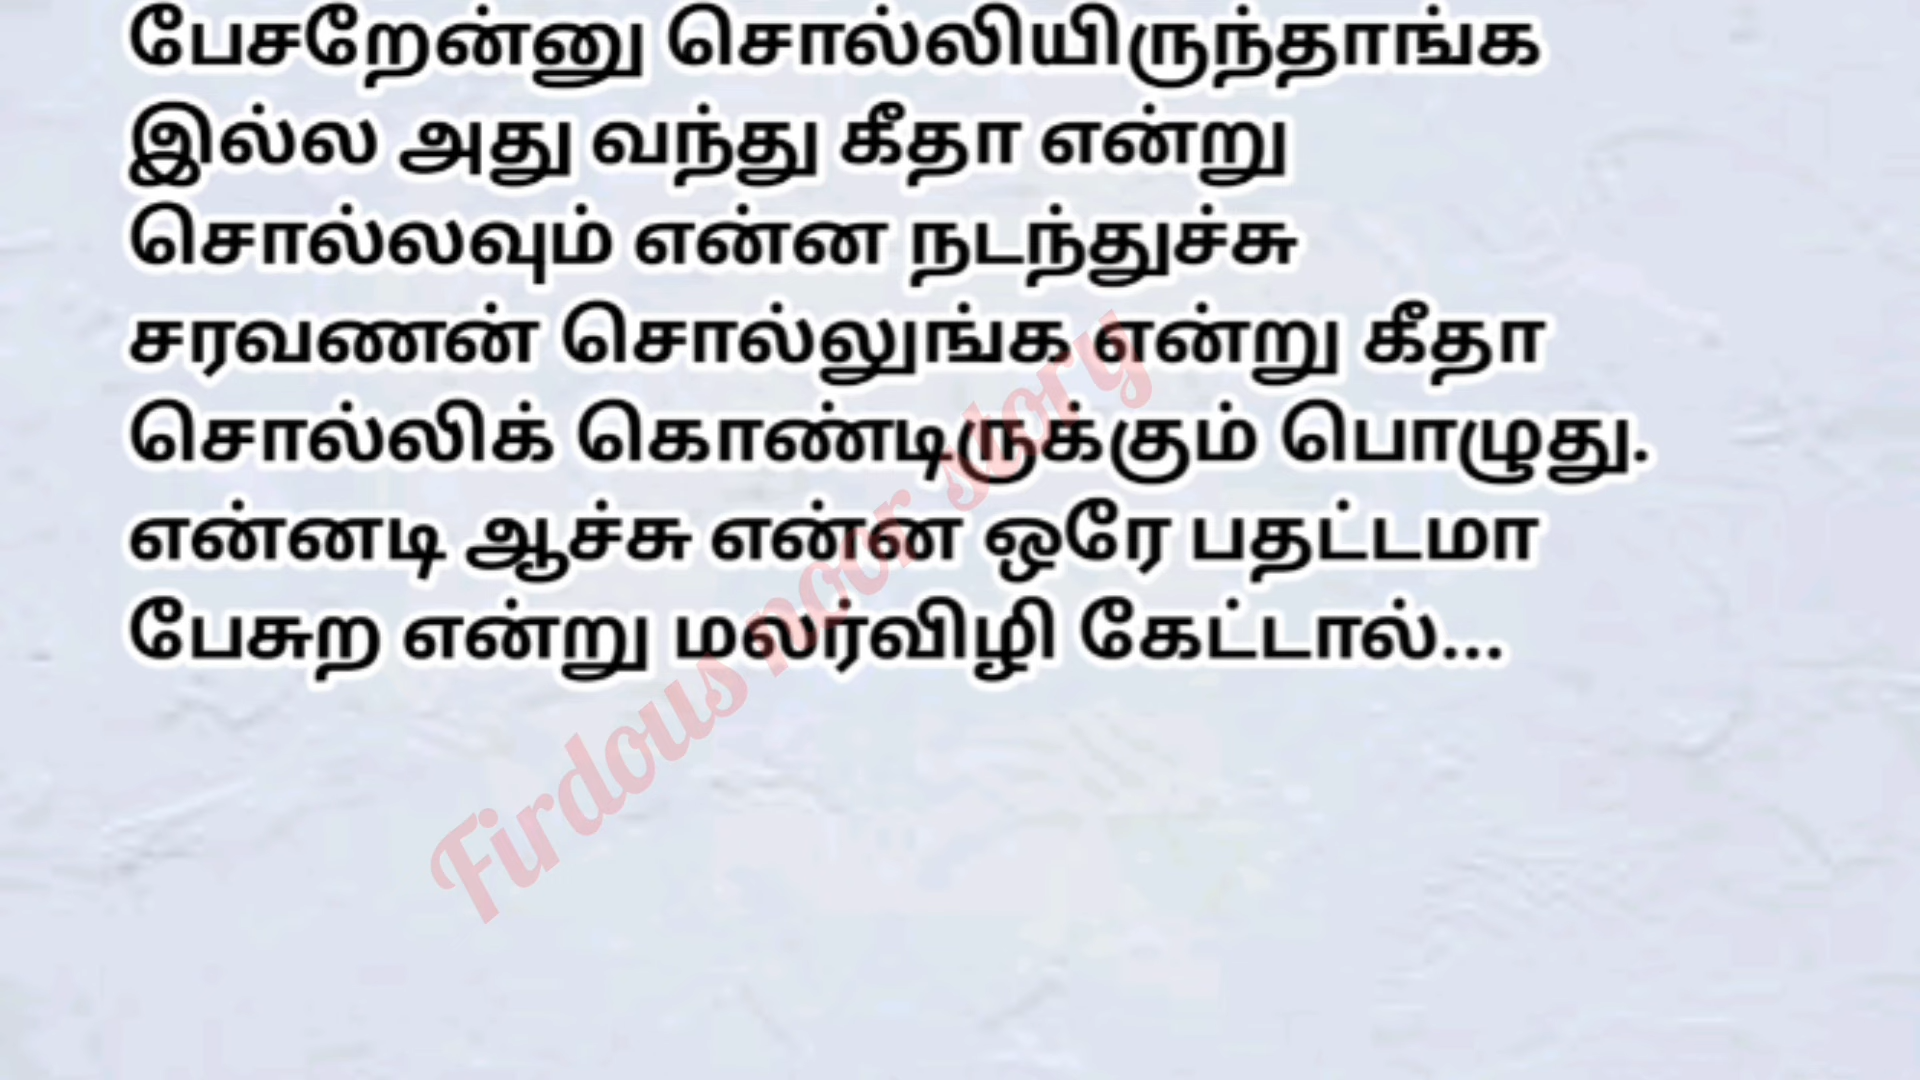 பேசறேன்னு சொல்லியிருந்தாங்க
இல்ல அது வந்து கீதா என்று
சொல்லவும் என்ன நடந்துச்சு
சரவணன் சொல்லுங்க என்று கீதா
சொல்லிக் கொண்டிருக்கும் பொழுது.
என்னடி ஆச்சு என்ன ஒரே பதட்டமா
பேசுற என்று மலர்விழி கேட்டால்...
Firdous noor story